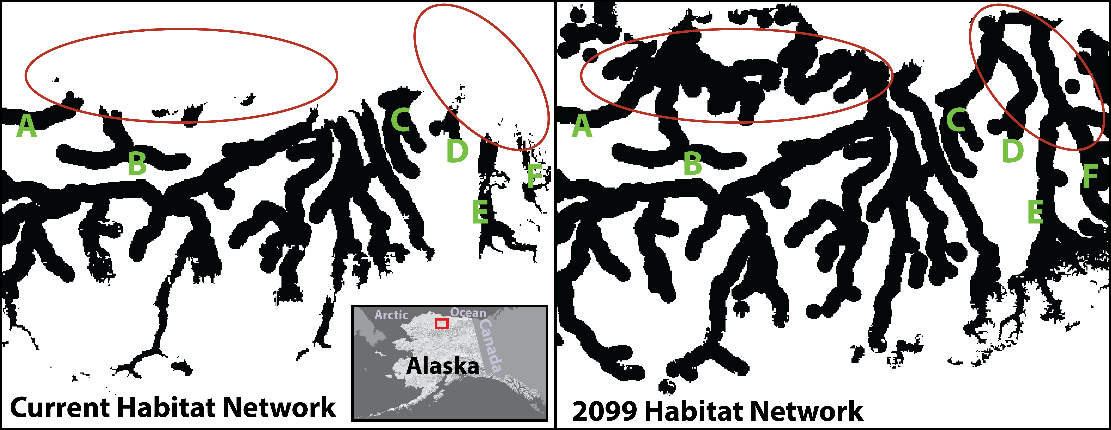 A
B
C
D
F
E
Arctic Ocean
Canada
Alaska
Current Habitat Network
A
B
C
D
F
E
2099 Habitat Network